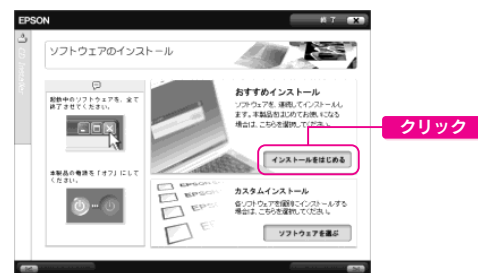 EPSON
終了
ソフトウェアのインストール
起動中のソフトウェアを、全て
終了させてください。
本製品の電源を「オフ」にして
ください。
おすすめインストール
ソフトウェアを、連続してインストールし
ます。本製品をはじめてお使いになる
場合は、こちらを選択してください。
インストールをはじめる
クリック
カスタムインストール
各ソフトウェアを個別にインストールする
場合は、こちらを選択してください。
ソフトウェアを選ぶ